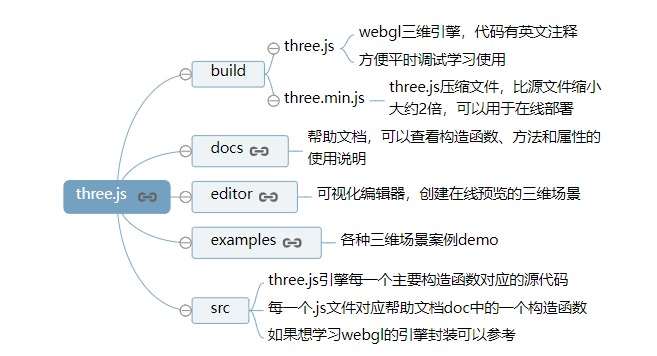 webgl三维引擎，代码有英文注释
three.js
方便平时调试学习使用
build
three.js压缩文件，比源文件缩小
three.min.js
大约2倍，可以用于在线部署
帮助文档，可以查看构造函数、方法和属性的
docs
使用说明
three.js
editor
可视化编辑器，创建在线预览的三维场景
examples
各种三维场景案例demo
three.js引擎每一个主要构造函数对应的源代码
src
每一个.js文件对应帮助文档doc中的一个构造函数
如果想学习webgl的引擎封装可以参考